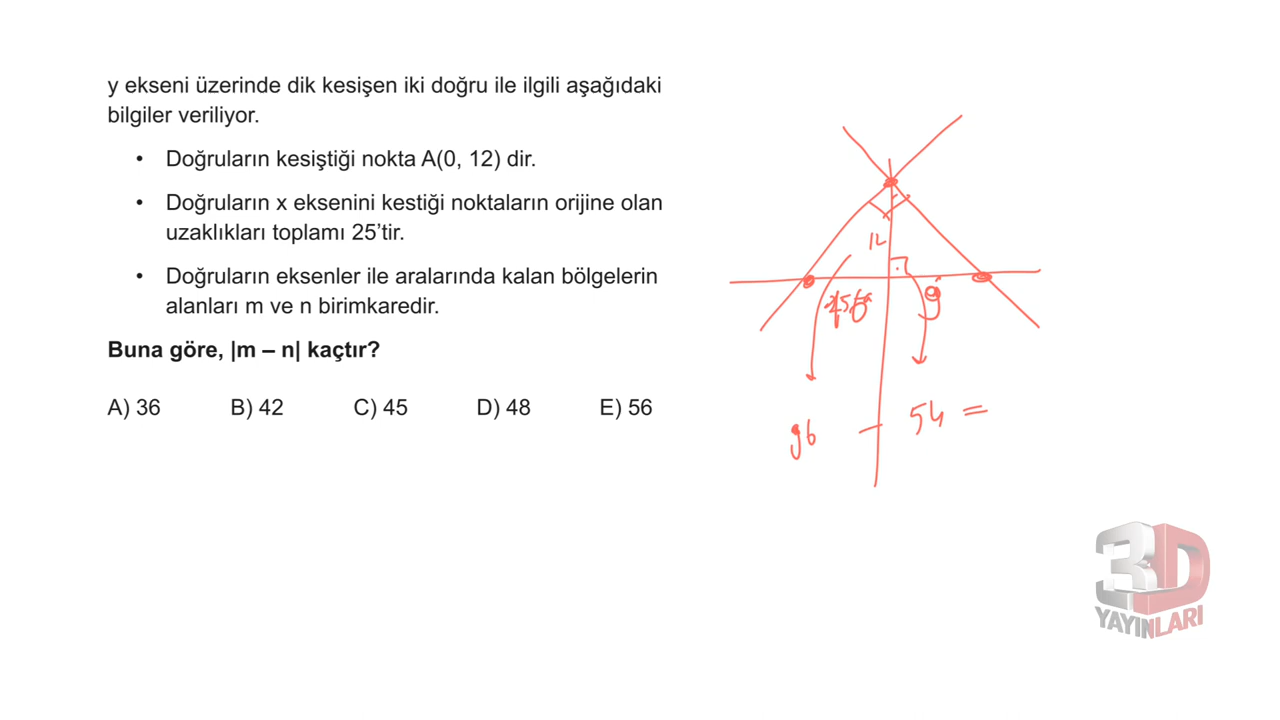 y ekseni üzerinde dik kesişen iki doğru ile ilgili aşağıdaki
bilgiler veriliyor.
• Doğruların kesiştiği nokta A(0, 12) dir.
• Doğruların x eksenini kestiği noktaların orijine olan
uzaklıkları toplamı 25'tir.
• Doğruların eksenler ile aralarında kalan bölgelerin
alanları m ve n birimkaredir.
Buna göre, |m – n| kaçtır?
A) 36 B) 42 C) 45 D) 48 E) 56
12
9
96 – 54 =
3D
YAYINLARI